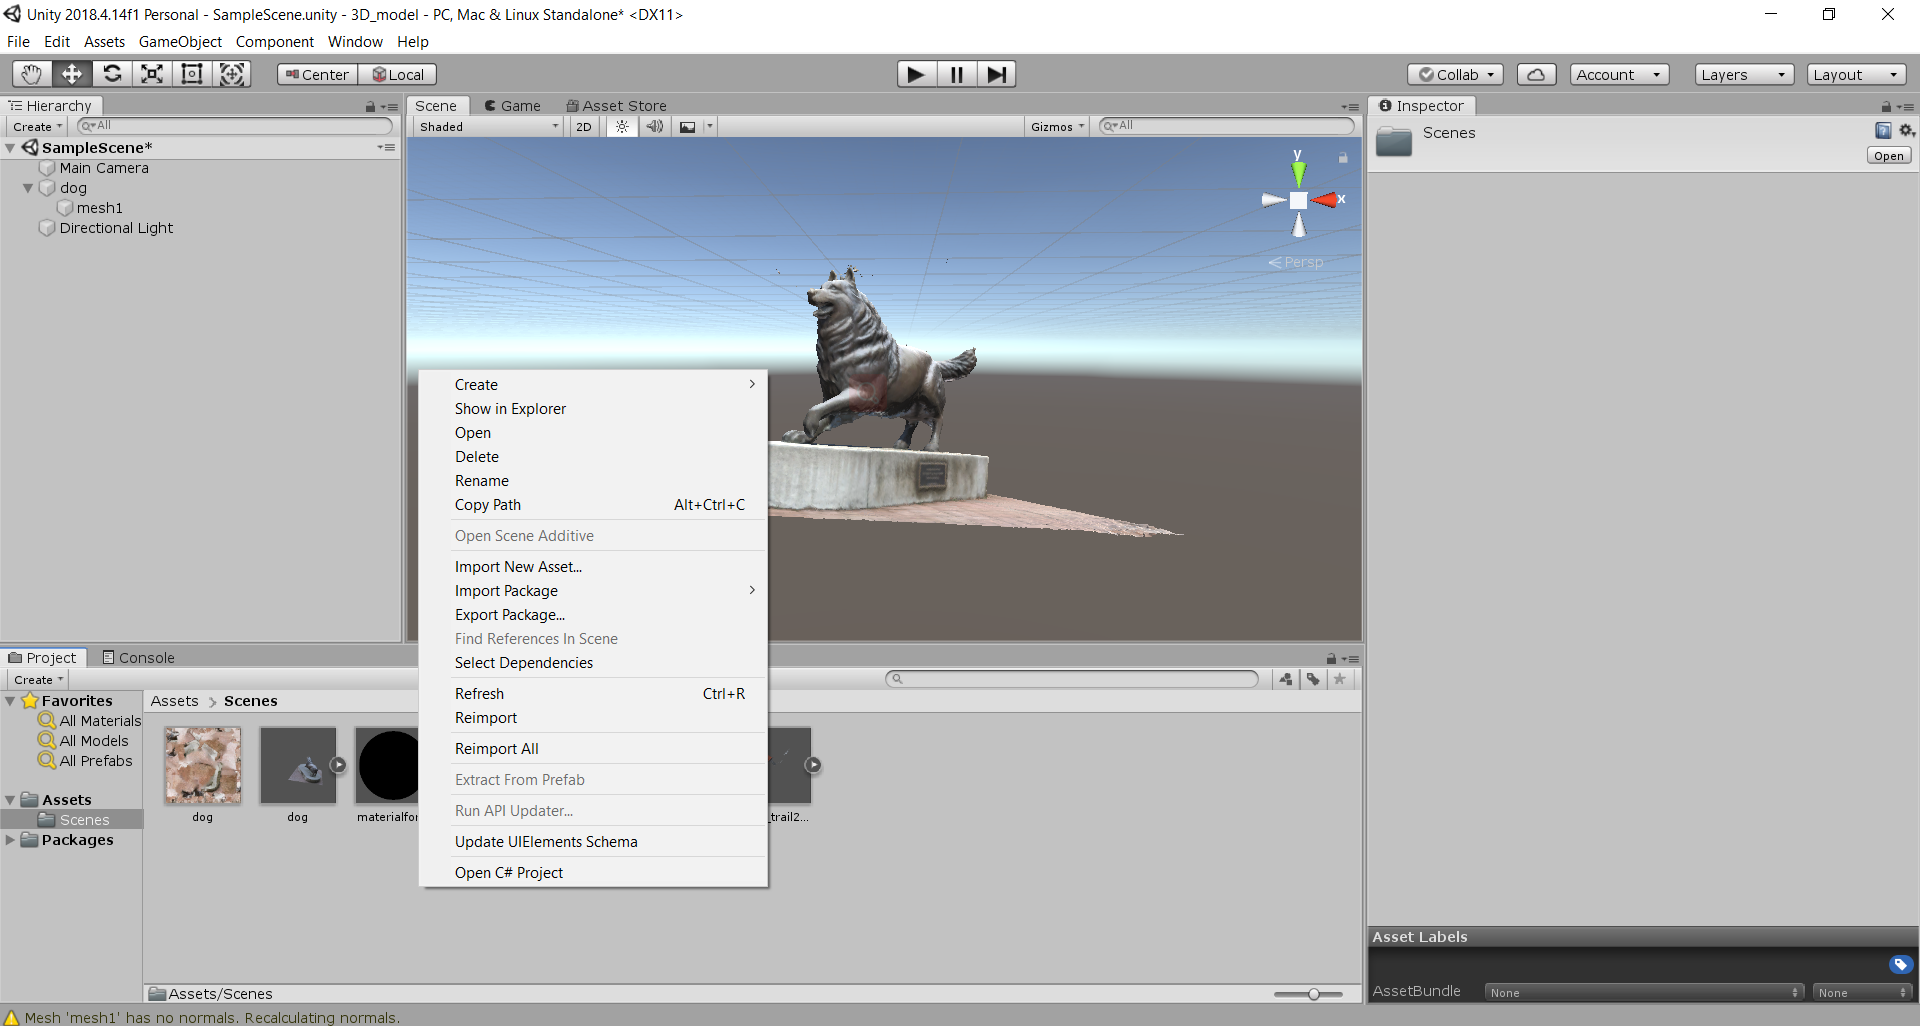 Unity 2018.4.14f1 Personal - SampleScene.unity - 3D_model - PC, Mac & Linux Standalone* <DX11>
File Edit Assets GameObject Component Window Help
Center Local Collab Account Layers Layout
Hierarchy
Create All
SampleScene*
Main Camera
dog
mesh1
Directional Light
Scene Game Asset Store
Shaded 2D Gizmos All
y
x
Persp
Inspector
Scenes
Open
Create
Show in Explorer
Open
Delete
Rename
Copy Path Alt+Ctrl+C
Open Scene Additive
Import New Asset...
Import Package
Export Package...
Find References In Scene
Select Dependencies
Refresh Ctrl+R
Reimport
Reimport All
Extract From Prefab
Run API Updater...
Update UIElements Schema
Open C# Project
Project Console
Create
Favorites
All Materials
All Models
All Prefabs
Assets
Scenes
Packages
Assets > Scenes
dog dog materialfor _trail2...
Assets/Scenes
Asset Labels
AssetBundle None None
Mesh 'mesh1' has no normals. Recalculating normals.